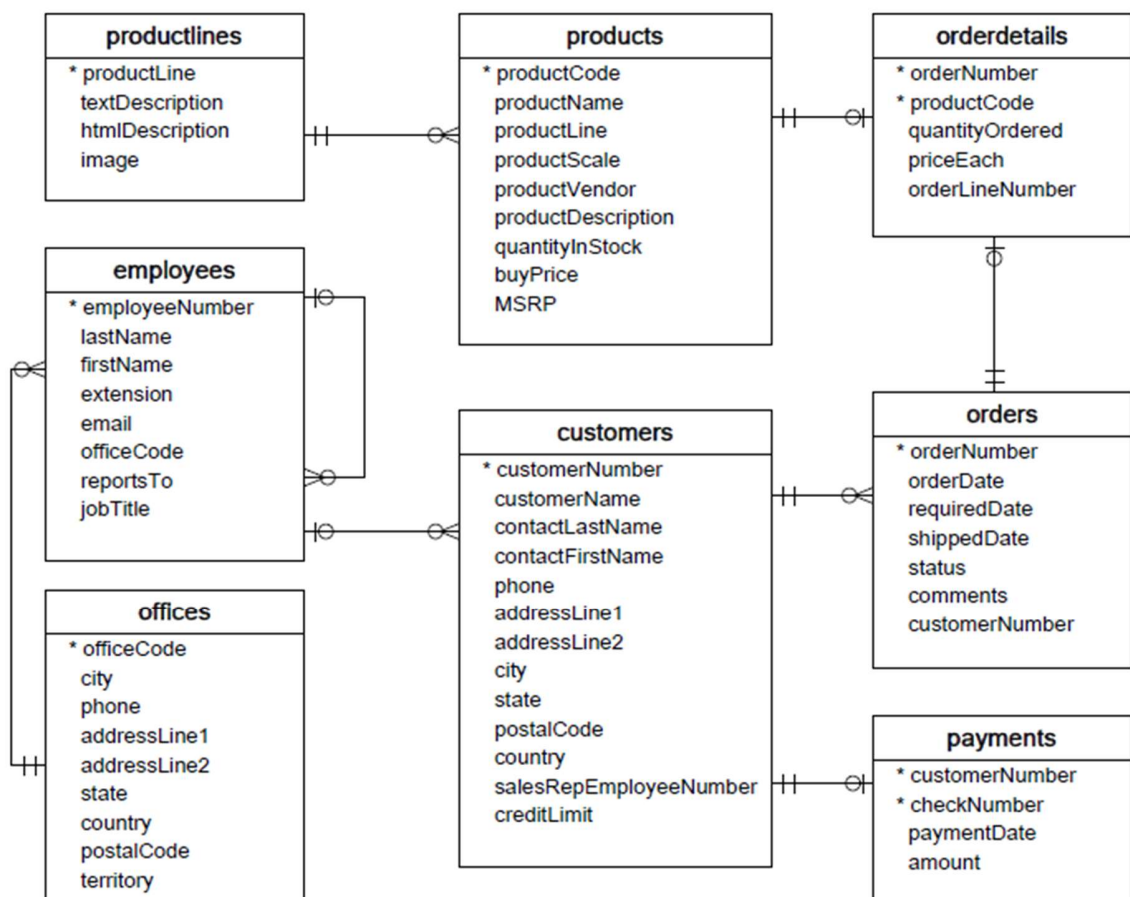 productlines
* productLine
textDescription
htmlDescription
image
products
* productCode
productName
productLine
productScale
productVendor
productDescription
quantityInStock
buyPrice
MSRP
orderdetails
* orderNumber
* productCode
quantityOrdered
priceEach
orderLineNumber
employees
* employeeNumber
lastName
firstName
extension
email
officeCode
reportsTo
jobTitle
customers
* customerNumber
customerName
contactLastName
contactFirstName
phone
addressLine1
addressLine2
city
state
postalCode
country
salesRepEmployeeNumber
creditLimit
orders
* orderNumber
orderDate
requiredDate
shippedDate
status
comments
customerNumber
offices
* officeCode
city
phone
addressLine1
addressLine2
state
country
postalCode
territory
payments
* customerNumber
* checkNumber
paymentDate
amount